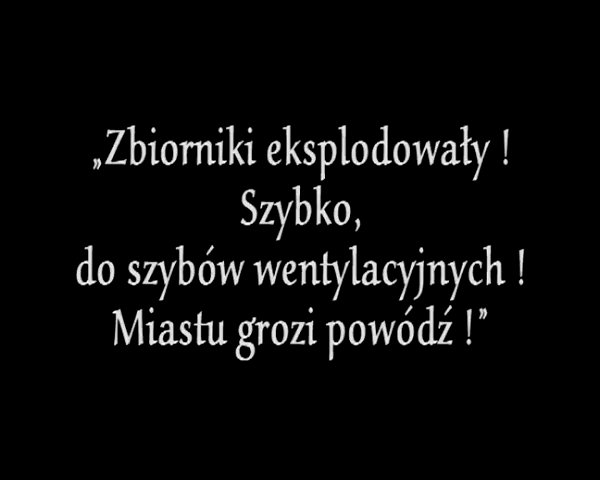 „Zbiorniki eksplodowały !
Szybko,
do szybów wentylacyjnych !
Miastu grozi powódź !”